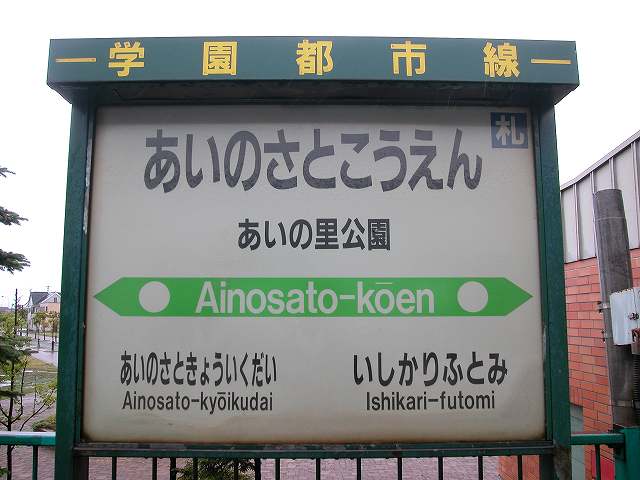 ー学園都市線ー
札
あいのさとこうえん
あいの里公園
Ainosato-kōen
あいのさときょういくだい
Ainosato-kyōikudai
いしかりふとみ
Ishikari-futomi